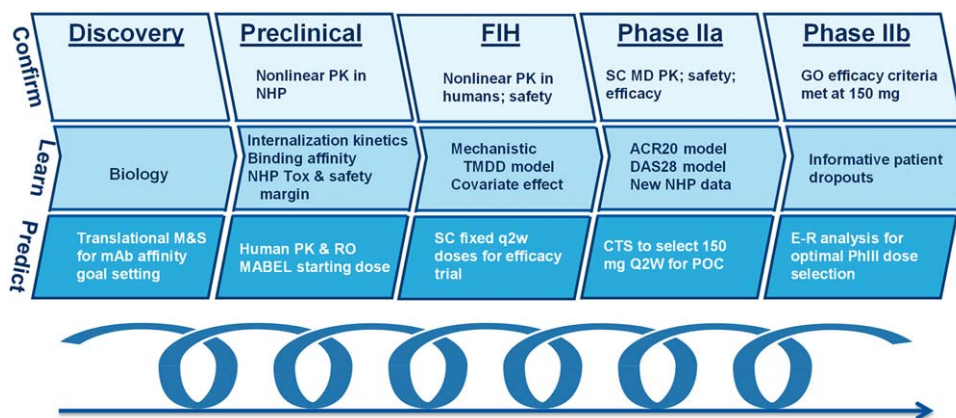 Confirm
Discovery
Preclinical
FIH
Phase IIa
Phase IIb
Nonlinear PK in
NHP
Nonlinear PK in
humans; safety
SC MD PK; safety;
efficacy
GO efficacy criteria
met at 150 mg
Learn
Biology
Internalization kinetics
Binding affinity
NHP Tox & safety
margin
Mechanistic
TMDD model
Covariate effect
ACR20 model
DAS28 model
New NHP data
Informative patient
dropouts
Predict
Translational M&S
for mAb affinity
goal setting
Human PK & RO
MABEL starting dose
SC fixed q2w
doses for efficacy
trial
CTS to select 150
mg Q2W for POC
E-R analysis for
optimal PhIII dose
selection